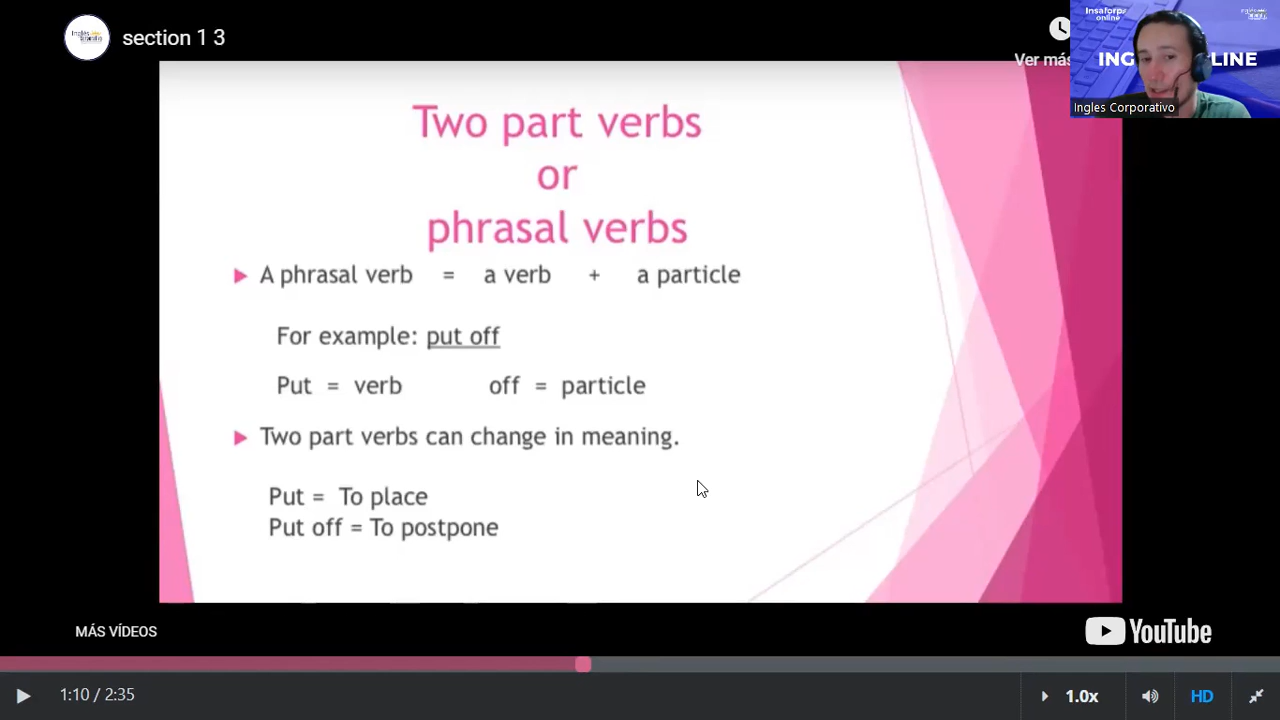 section 1 3
Ver más
Insaforp
online
Ingles Corporativo
Two part verbs
or
phrasal verbs
A phrasal verb = a verb + a particle
For example: put off
Put = verb off = particle
Two part verbs can change in meaning.
Put = To place
Put off = To postpone
MÁS VÍDEOS
YouTube
1:10 / 2:35
1.0x
HD